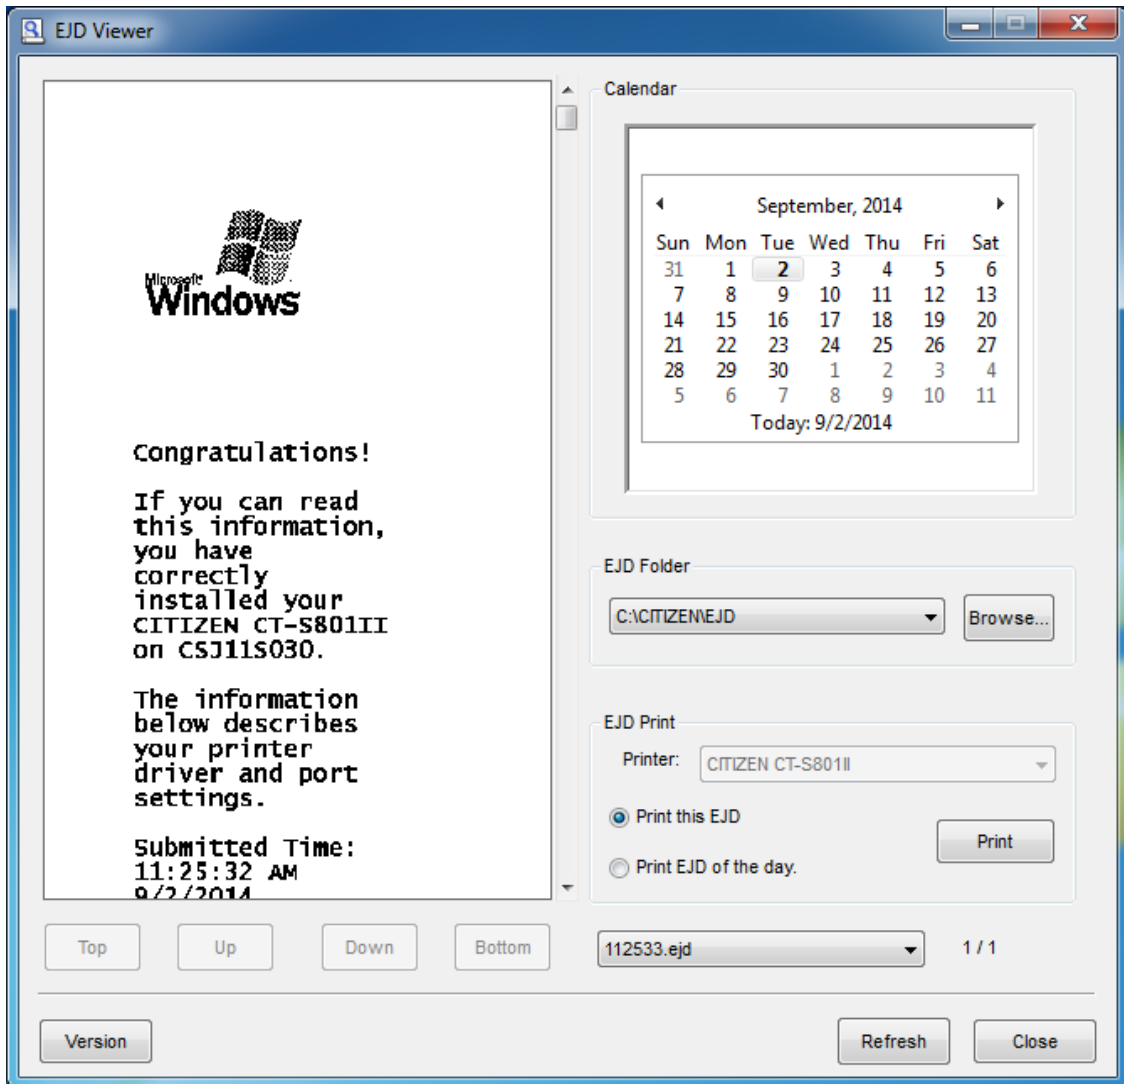 EJD Viewer
Microsoft
Windows
Congratulations!
If you can read
this information,
you have
correctly
installed your
CITIZEN CT-S801II
on CSJ11S030.
The information
below describes
your printer
driver and port
settings.
Submitted Time:
11:25:32 AM
9/2/2014
Top
Up
Down
Bottom
Calendar
September, 2014
Sun Mon Tue Wed Thu Fri Sat
31 1 2 3 4 5 6
7 8 9 10 11 12 13
14 15 16 17 18 19 20
21 22 23 24 25 26 27
28 29 30 1 2 3 4
5 6 7 8 9 10 11
Today: 9/2/2014
EJD Folder
C:\CITIZEN\EJD
Browse...
EJD Print
Printer: CITIZEN CT-S801II
Print this EJD
Print EJD of the day.
Print
112533.ejd
1 / 1
Version
Refresh
Close